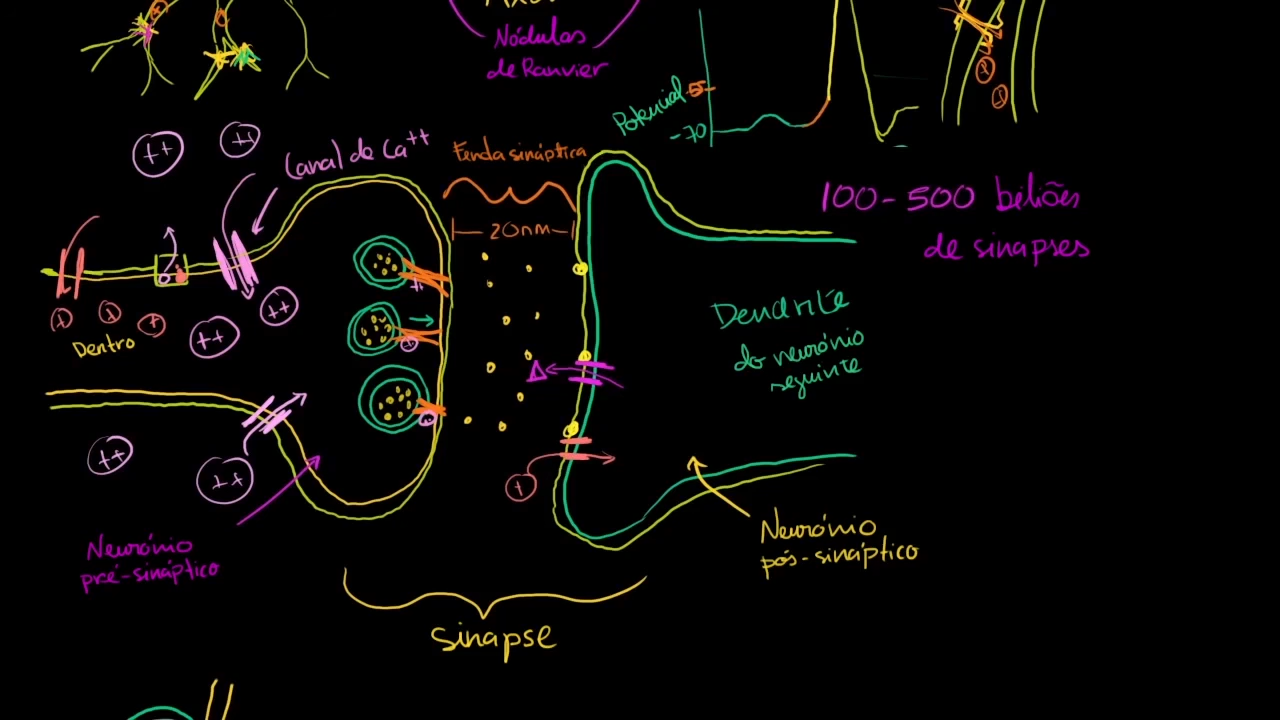 Nódulas
de Ranvier
Potencial
-70
Canal de Ca++
Fenda sináptica
20nm
100-500 biliões
de sinapses
++
++
++
++
++
++
+
+
+
+
Dentro
Dendrite
do neurónio
seguinte
Neurónio
pré-sináptico
Neurónio
pós-sináptico
Sinapse